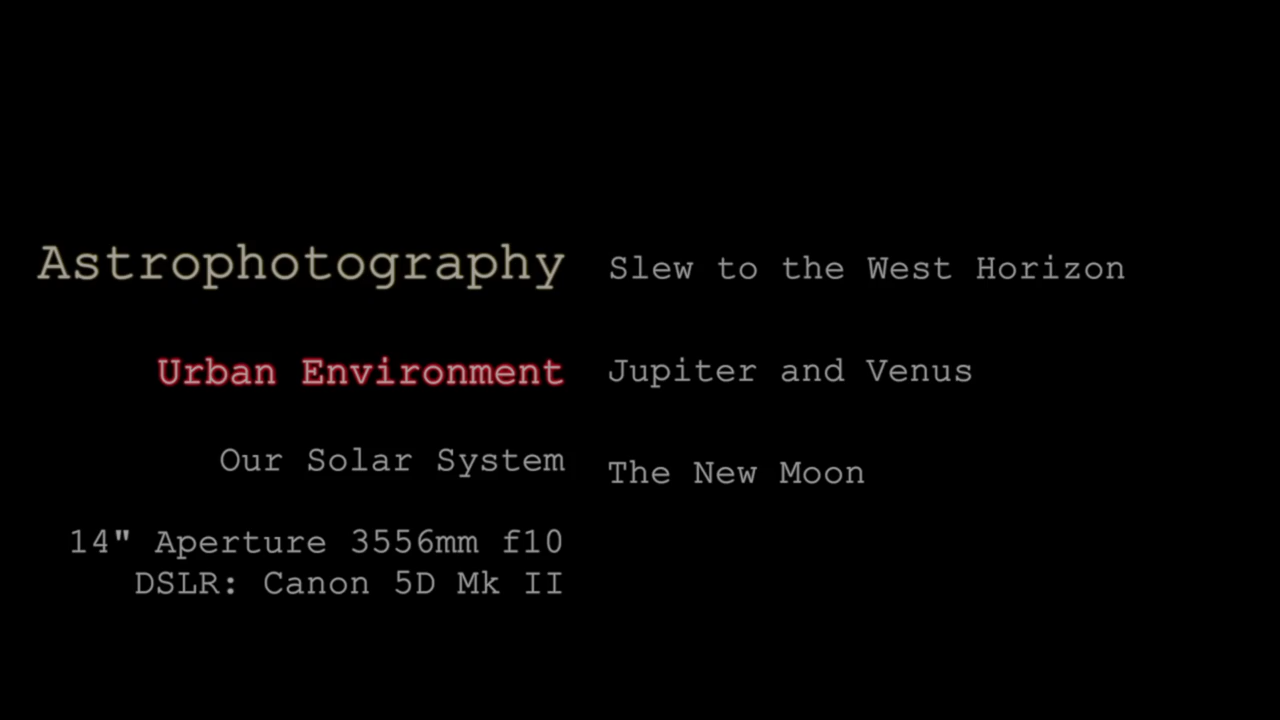 Astrophotography
Urban Environment
Our Solar System
14" Aperture 3556mm f10
DSLR: Canon 5D Mk II
Slew to the West Horizon
Jupiter and Venus
The New Moon